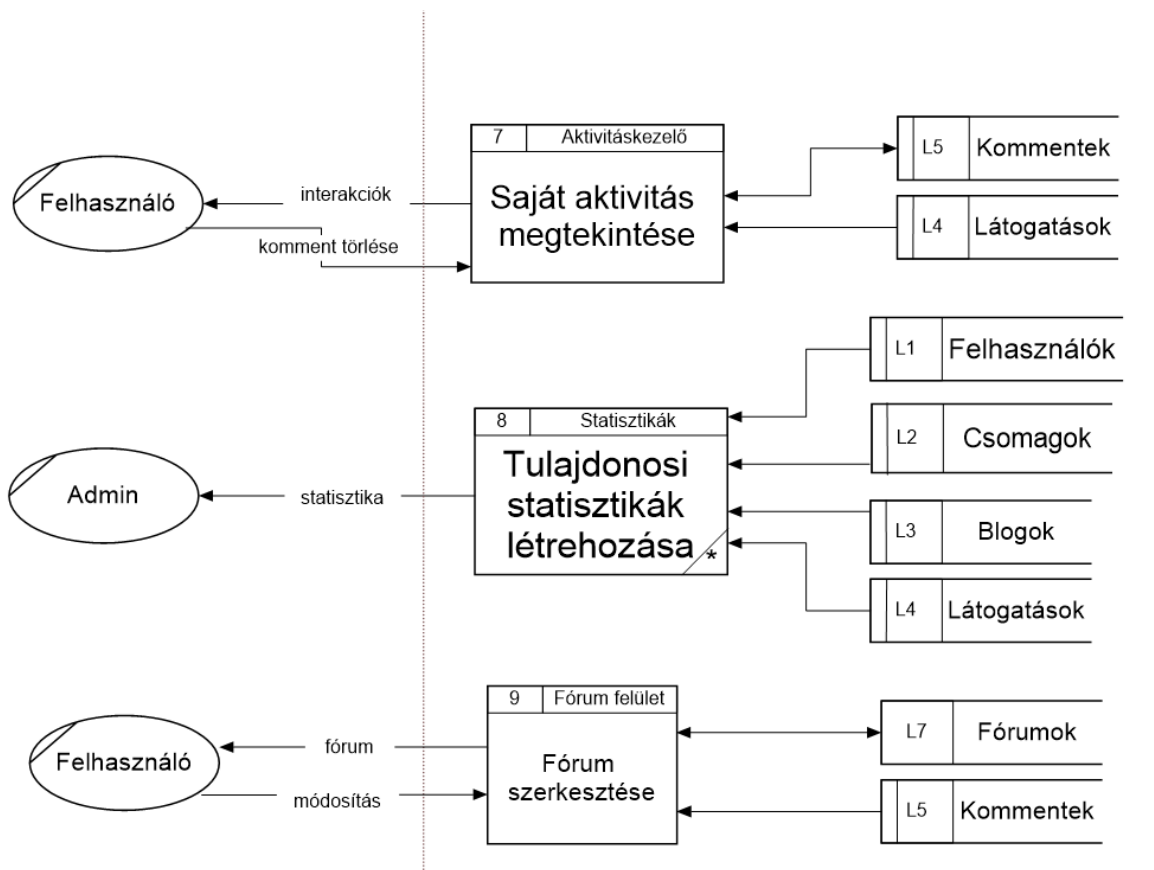 7 Aktivitáskezelő
Saját aktivitás
megtekintése
Felhasználó
interakciók
komment törlése
L5 Kommentek
L4 Látogatások
8 Statisztikák
Tulajdonosi
statisztikák
létrehozása
*
Admin
statisztika
L1 Felhasználók
L2 Csomagok
L3 Blogok
L4 Látogatások
9 Fórum felület
Fórum
szerkesztése
Felhasználó
fórum
módosítás
L7 Fórumok
L5 Kommentek